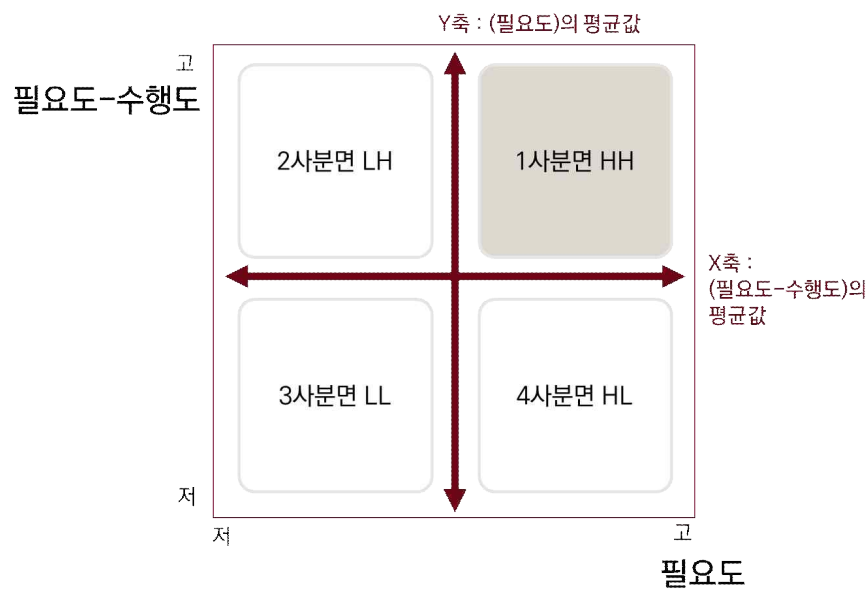 Y축 : (필요도)의 평균값
고
필요도-수행도
2사분면 LH
1사분면 HH
X축 :
(필요도-수행도)의
평균값
3사분면 LL
4사분면 HL
저
저
고
필요도